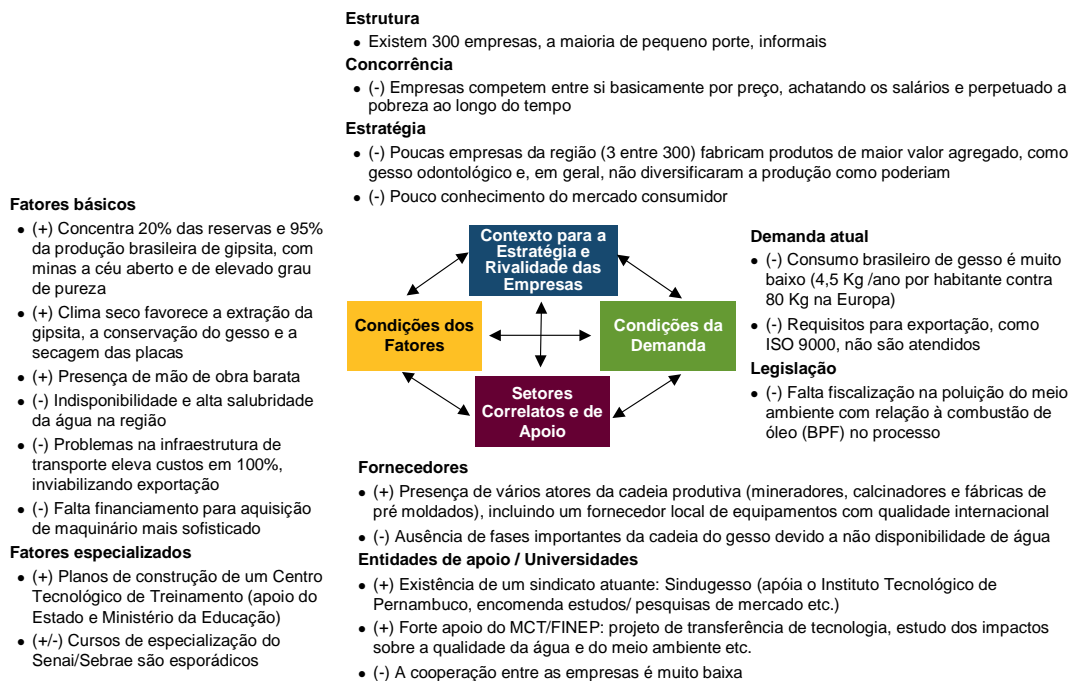 Estrutura
• Existem 300 empresas, a maioria de pequeno porte, informais
Concorrência
• (-) Empresas competem entre si basicamente por preço, achatando os salários e perpetuado a
pobreza ao longo do tempo
Estratégia
• (-) Poucas empresas da região (3 entre 300) fabricam produtos de maior valor agregado, como
gesso odontológico e, em geral, não diversificaram a produção como poderiam
• (-) Pouco conhecimento do mercado consumidor
Fatores básicos
• (+) Concentra 20% das reservas e 95%
da produção brasileira de gipsita, com
minas a céu aberto e de elevado grau
de pureza
• (+) Clima seco favorece a extração da
gipsita, a conservação do gesso e a
secagem das placas
• (+) Presença de mão de obra barata
• (-) Indisponibilidade e alta salubridade
da água na região
• (-) Problemas na infraestrutura de
transporte eleva custos em 100%,
inviabilizando exportação
• (-) Falta financiamento para aquisição
de maquinário mais sofisticado
Fatores especializados
• (+) Planos de construção de um Centro
Tecnológico de Treinamento (apoio do
Estado e Ministério da Educação)
• (+/-) Cursos de especialização do
Senai/Sebrae são esporádicos
Contexto para a
Estratégia e
Rivalidade das
Empresas
Condições dos
Fatores
Condições da
Demanda
Setores
Correlatos e de
Apoio
Demanda atual
• (-) Consumo brasileiro de gesso é muito
baixo (4,5 Kg /ano por habitante contra
80 Kg na Europa)
• (-) Requisitos para exportação, como
ISO 9000, não são atendidos
Legislação
• (-) Falta fiscalização na poluição do meio
ambiente com relação à combustão de
óleo (BPF) no processo
Fornecedores
• (+) Presença de vários atores da cadeia produtiva (mineradores, calcinadores e fábricas de
pré moldados), incluindo um fornecedor local de equipamentos com qualidade internacional
• (-) Ausência de fases importantes da cadeia do gesso devido a não disponibilidade de água
Entidades de apoio / Universidades
• (+) Existência de um sindicato atuante: Sindugesso (apóia o Instituto Tecnológico de
Pernambuco, encomenda estudos/ pesquisas de mercado etc.)
• (+) Forte apoio do MCT/FINEP: projeto de transferência de tecnologia, estudo dos impactos
sobre a qualidade da água e do meio ambiente etc.
• (-) A cooperação entre as empresas é muito baixa